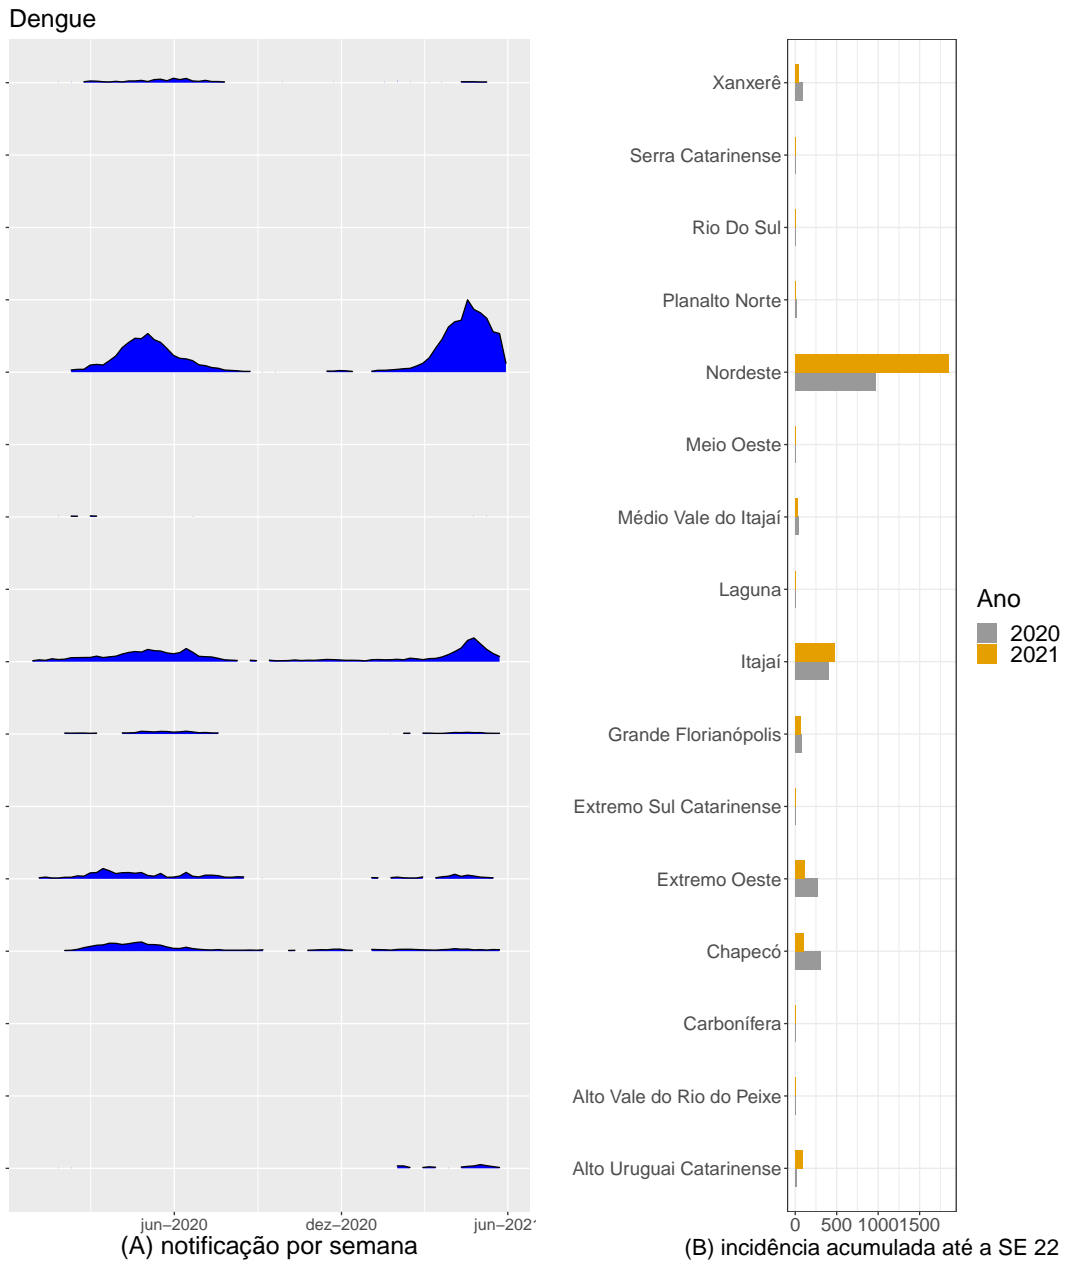 Dengue
Xanxerê
Serra Catarinense
Rio Do Sul
Planalto Norte
Nordeste
Meio Oeste
Médio Vale do Itajaí
Laguna
Itajaí
Grande Florianópolis
Extremo Sul Catarinense
Extremo Oeste
Chapecó
Carbonífera
Alto Vale do Rio do Peixe
Alto Uruguai Catarinense
Ano
2020
2021
jun–2020 dez–2020 jun–2021
0 500 1000 1500
(A) notificação por semana
(B) incidência acumulada até a SE 22